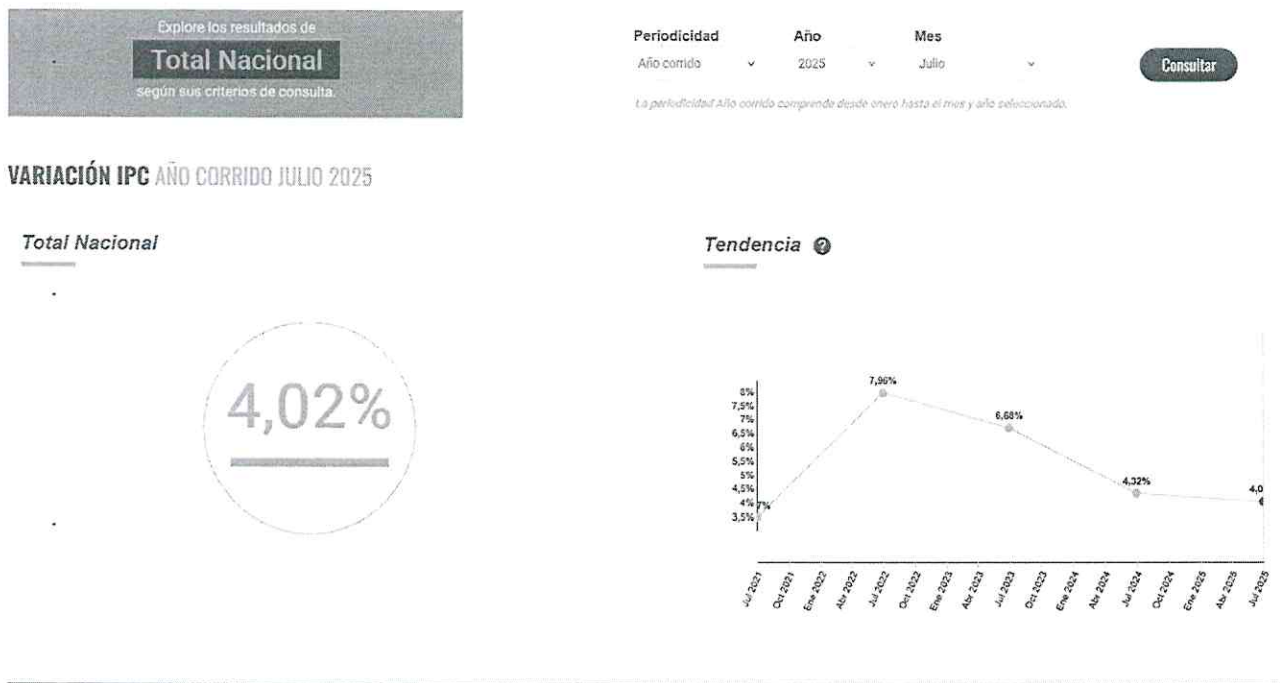 Explore los resultados de
Total Nacional
según sus criterios de consulta.
Periodicidad Año Mes
Año corrido 2025 Julio
Consultar
La periodicidad Año corrido comprende desde enero hasta el mes y año seleccionado.
VARIACIÓN IPC AÑO CORRIDO JULIO 2025
Total Nacional
4,02%
Tendencia ?
8%
7,5%
7%
6,5%
6%
5,5%
5%
4,5%
4%
3,5%
7%
7,96%
6,68%
4,32%
4,0
Jul 2021
Oct 2021
Ene 2022
Abr 2022
Jul 2022
Oct 2022
Ene 2023
Abr 2023
Jul 2023
Oct 2023
Ene 2024
Abr 2024
Jul 2024
Oct 2024
Ene 2025
Abr 2025
Jul 2025